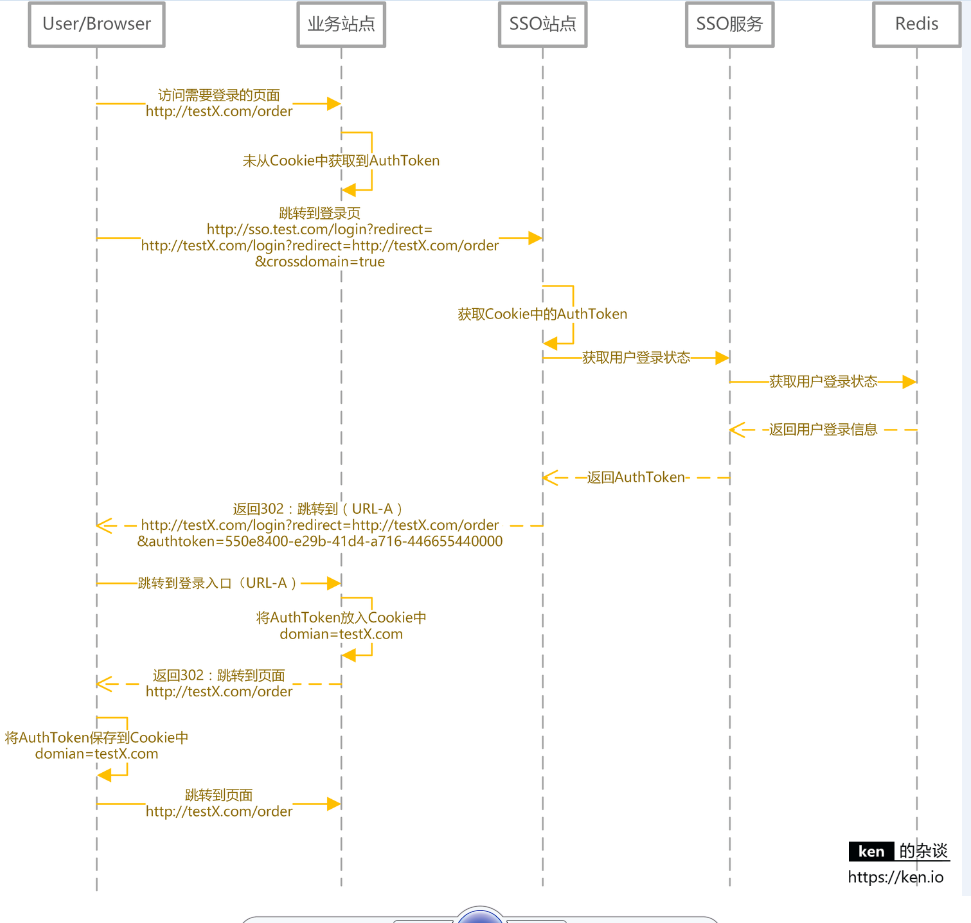 User/Browser
业务站点
SSO站点
SSO服务
Redis
访问需要登录的页面
http://testX.com/order
未从Cookie中获取到AuthToken
跳转到登录页
http://sso.test.com/login?redirect=
http://testX.com/login?redirect=http://testX.com/order
&crossdomain=true
获取Cookie中的AuthToken
获取用户登录状态
获取用户登录状态
返回用户登录信息
返回AuthToken
返回302：跳转到（URL-A）
http://testX.com/login?redirect=http://testX.com/order
&authtoken=550e8400-e29b-41d4-a716-446655440000
跳转到登录入口（URL-A）
将AuthToken放入Cookie中
domian=testX.com
返回302：跳转到页面
http://testX.com/order
将AuthToken保存到Cookie中
domian=testX.com
跳转到页面
http://testX.com/order
ken 的杂谈
https://ken.io